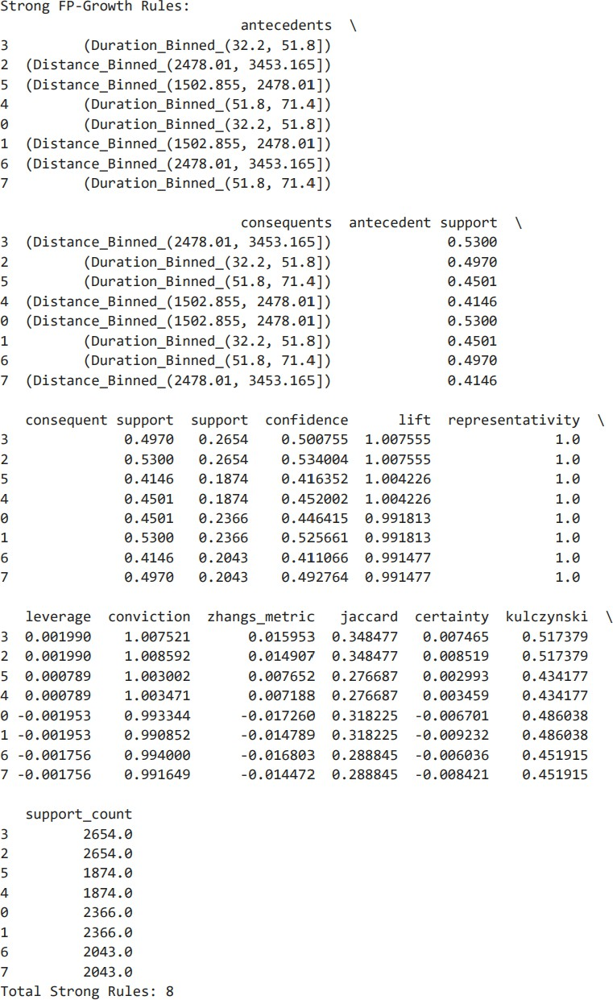 Strong FP-Growth Rules:
                            antecedents  \
3         (Duration_Binned_(32.2, 51.8])
2  (Distance_Binned_(2478.01, 3453.165])
5  (Distance_Binned_(1502.855, 2478.01])
4         (Duration_Binned_(51.8, 71.4])
0         (Duration_Binned_(32.2, 51.8])
1  (Distance_Binned_(1502.855, 2478.01])
6  (Distance_Binned_(2478.01, 3453.165])
7         (Duration_Binned_(51.8, 71.4])

                            consequents  antecedent support  \
3  (Distance_Binned_(2478.01, 3453.165])              0.5300
2         (Duration_Binned_(32.2, 51.8])              0.4970
5         (Duration_Binned_(51.8, 71.4])              0.4501
4  (Distance_Binned_(1502.855, 2478.01])              0.4146
0  (Distance_Binned_(1502.855, 2478.01])              0.5300
1         (Duration_Binned_(32.2, 51.8])              0.4501
6         (Duration_Binned_(51.8, 71.4])              0.4970
7  (Distance_Binned_(2478.01, 3453.165])              0.4146

   consequent support  support  confidence      lift  representativity  \
3              0.4970   0.2654    0.500755  1.007555               1.0
2              0.5300   0.2654    0.534004  1.007555               1.0
5              0.4146   0.1874    0.416352  1.004226               1.0
4              0.4501   0.1874    0.452002  1.004226               1.0
0              0.4501   0.2366    0.446415  0.991813               1.0
1              0.5300   0.2366    0.525661  0.991813               1.0
6              0.4146   0.2043    0.411066  0.991477               1.0
7              0.4970   0.2043    0.492764  0.991477               1.0

   leverage  conviction  zhangs_metric   jaccard  certainty  kulczynski  \
3  0.001990    1.007521       0.015953  0.348477   0.007465    0.517379
2  0.001990    1.008592       0.014907  0.348477   0.008519    0.517379
5  0.000789    1.003002       0.007652  0.276687   0.002993    0.434177
4  0.000789    1.003471       0.007188  0.276687   0.003459    0.434177
0 -0.001953    0.993344      -0.017260  0.318225  -0.006701    0.486038
1 -0.001953    0.990852      -0.014789  0.318225  -0.009232    0.486038
6 -0.001756    0.994000      -0.016803  0.288845  -0.006036    0.451915
7 -0.001756    0.991649      -0.014472  0.288845  -0.008421    0.451915

   support_count
3         2654.0
2         2654.0
5         1874.0
4         1874.0
0         2366.0
1         2366.0
6         2043.0
7         2043.0
Total Strong Rules: 8